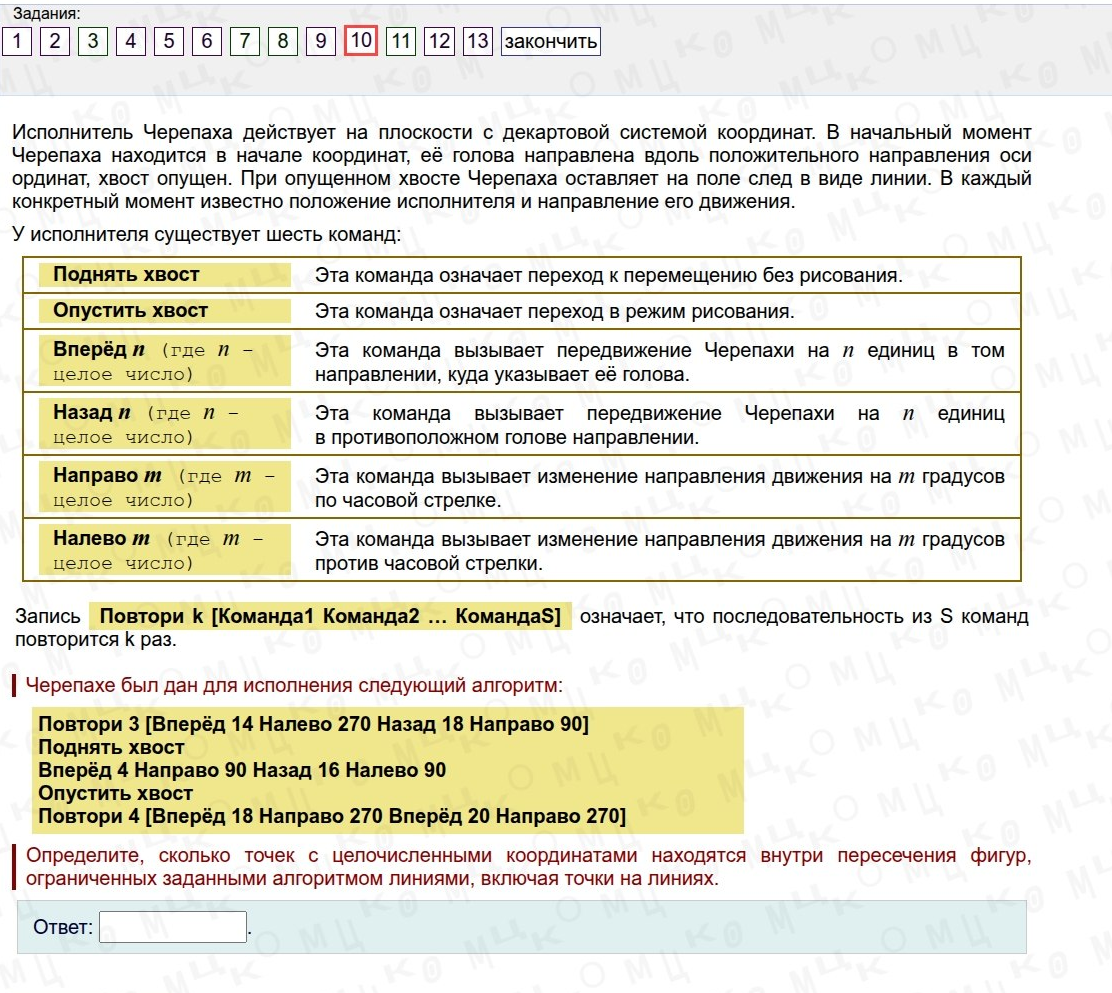 Задания:
1 2 3 4 5 6 7 8 9 10 11 12 13 закончить
Исполнитель Черепаха действует на плоскости с декартовой системой координат. В начальный момент
Черепаха находится в начале координат, её голова направлена вдоль положительного направления оси
ординат, хвост опущен. При опущенном хвосте Черепаха оставляет на поле след в виде линии. В каждый
конкретный момент известно положение исполнителя и направление его движения.
У исполнителя существует шесть команд:
Поднять хвост Эта команда означает переход к перемещению без рисования.
Опустить хвост Эта команда означает переход в режим рисования.
Вперёд n (где n –
целое число)
Эта команда вызывает передвижение Черепахи на n единиц в том
направлении, куда указывает её голова.
Назад n (где n –
целое число)
Эта команда вызывает передвижение Черепахи на n единиц
в противоположном голове направлении.
Направо m (где m –
целое число)
Эта команда вызывает изменение направления движения на m градусов
по часовой стрелке.
Налево m (где m –
целое число)
Эта команда вызывает изменение направления движения на m градусов
против часовой стрелки.
Запись Повтори k [Команда1 Команда2 … КомандаS] означает, что последовательность из S команд
повторится k раз.
Черепахе был дан для исполнения следующий алгоритм:
Повтори 3 [Вперёд 14 Налево 270 Назад 18 Направо 90]
Поднять хвост
Вперёд 4 Направо 90 Назад 16 Налево 90
Опустить хвост
Повтори 4 [Вперёд 18 Направо 270 Вперёд 20 Направо 270]
Определите, сколько точек с целочисленными координатами находятся внутри пересечения фигур,
ограниченных заданными алгоритмом линиями, включая точки на линиях.
Ответ: .